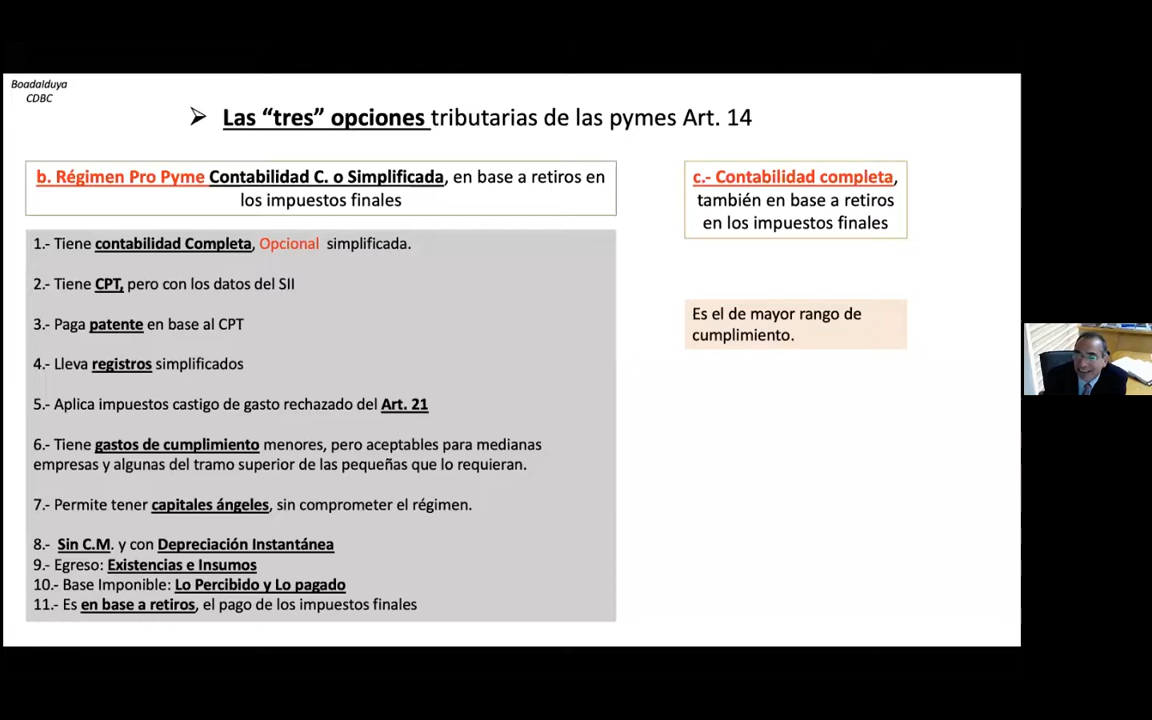 Boadalduya
CDBC
➢ Las “tres” opciones tributarias de las pymes Art. 14
b. Régimen Pro Pyme Contabilidad C. o Simplificada, en base a retiros en
los impuestos finales
1.- Tiene contabilidad Completa, Opcional simplificada.
2.- Tiene CPT, pero con los datos del SII
3.- Paga patente en base al CPT
4.- Lleva registros simplificados
5.- Aplica impuestos castigo de gasto rechazado del Art. 21
6.- Tiene gastos de cumplimiento menores, pero aceptables para medianas
empresas y algunas del tramo superior de las pequeñas que lo requieran.
7.- Permite tener capitales ángeles, sin comprometer el régimen.
8.- Sin C.M. y con Depreciación Instantánea
9.- Egreso: Existencias e Insumos
10.- Base Imponible: Lo Percibido y Lo pagado
11.- Es en base a retiros, el pago de los impuestos finales
c.- Contabilidad completa,
también en base a retiros
en los impuestos finales
Es el de mayor rango de
cumplimiento.